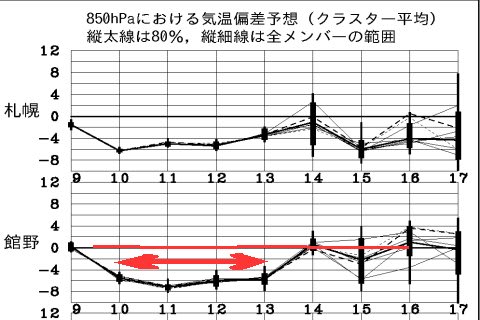 850hPaにおける気温偏差予想（クラスター平均）
縦太線は80%，縦細線は全メンバーの範囲
12
8
4
札幌 0
-4
-8
9 10 11 12 13 14 15 16 17
12
8
4
館野 0
-4
-8
12 9 10 11 12 13 14 15 16 17